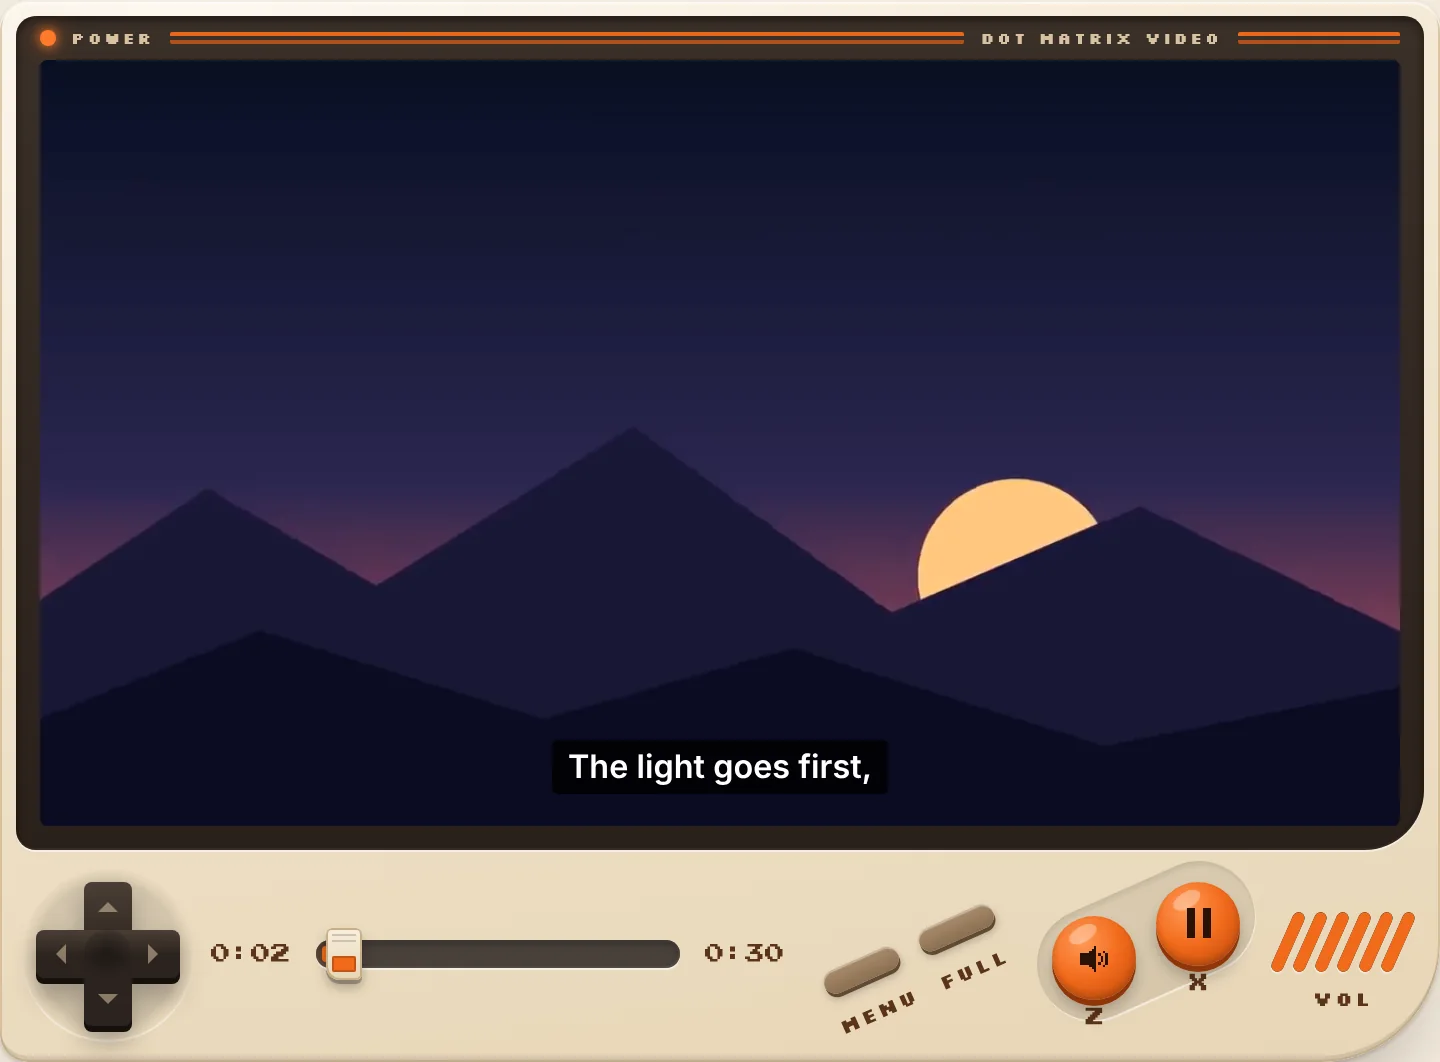 POWER
DOT MATRIX VIDEO
The light goes first,
0:02
0:30
MENU
FULL
Z
X
VOL